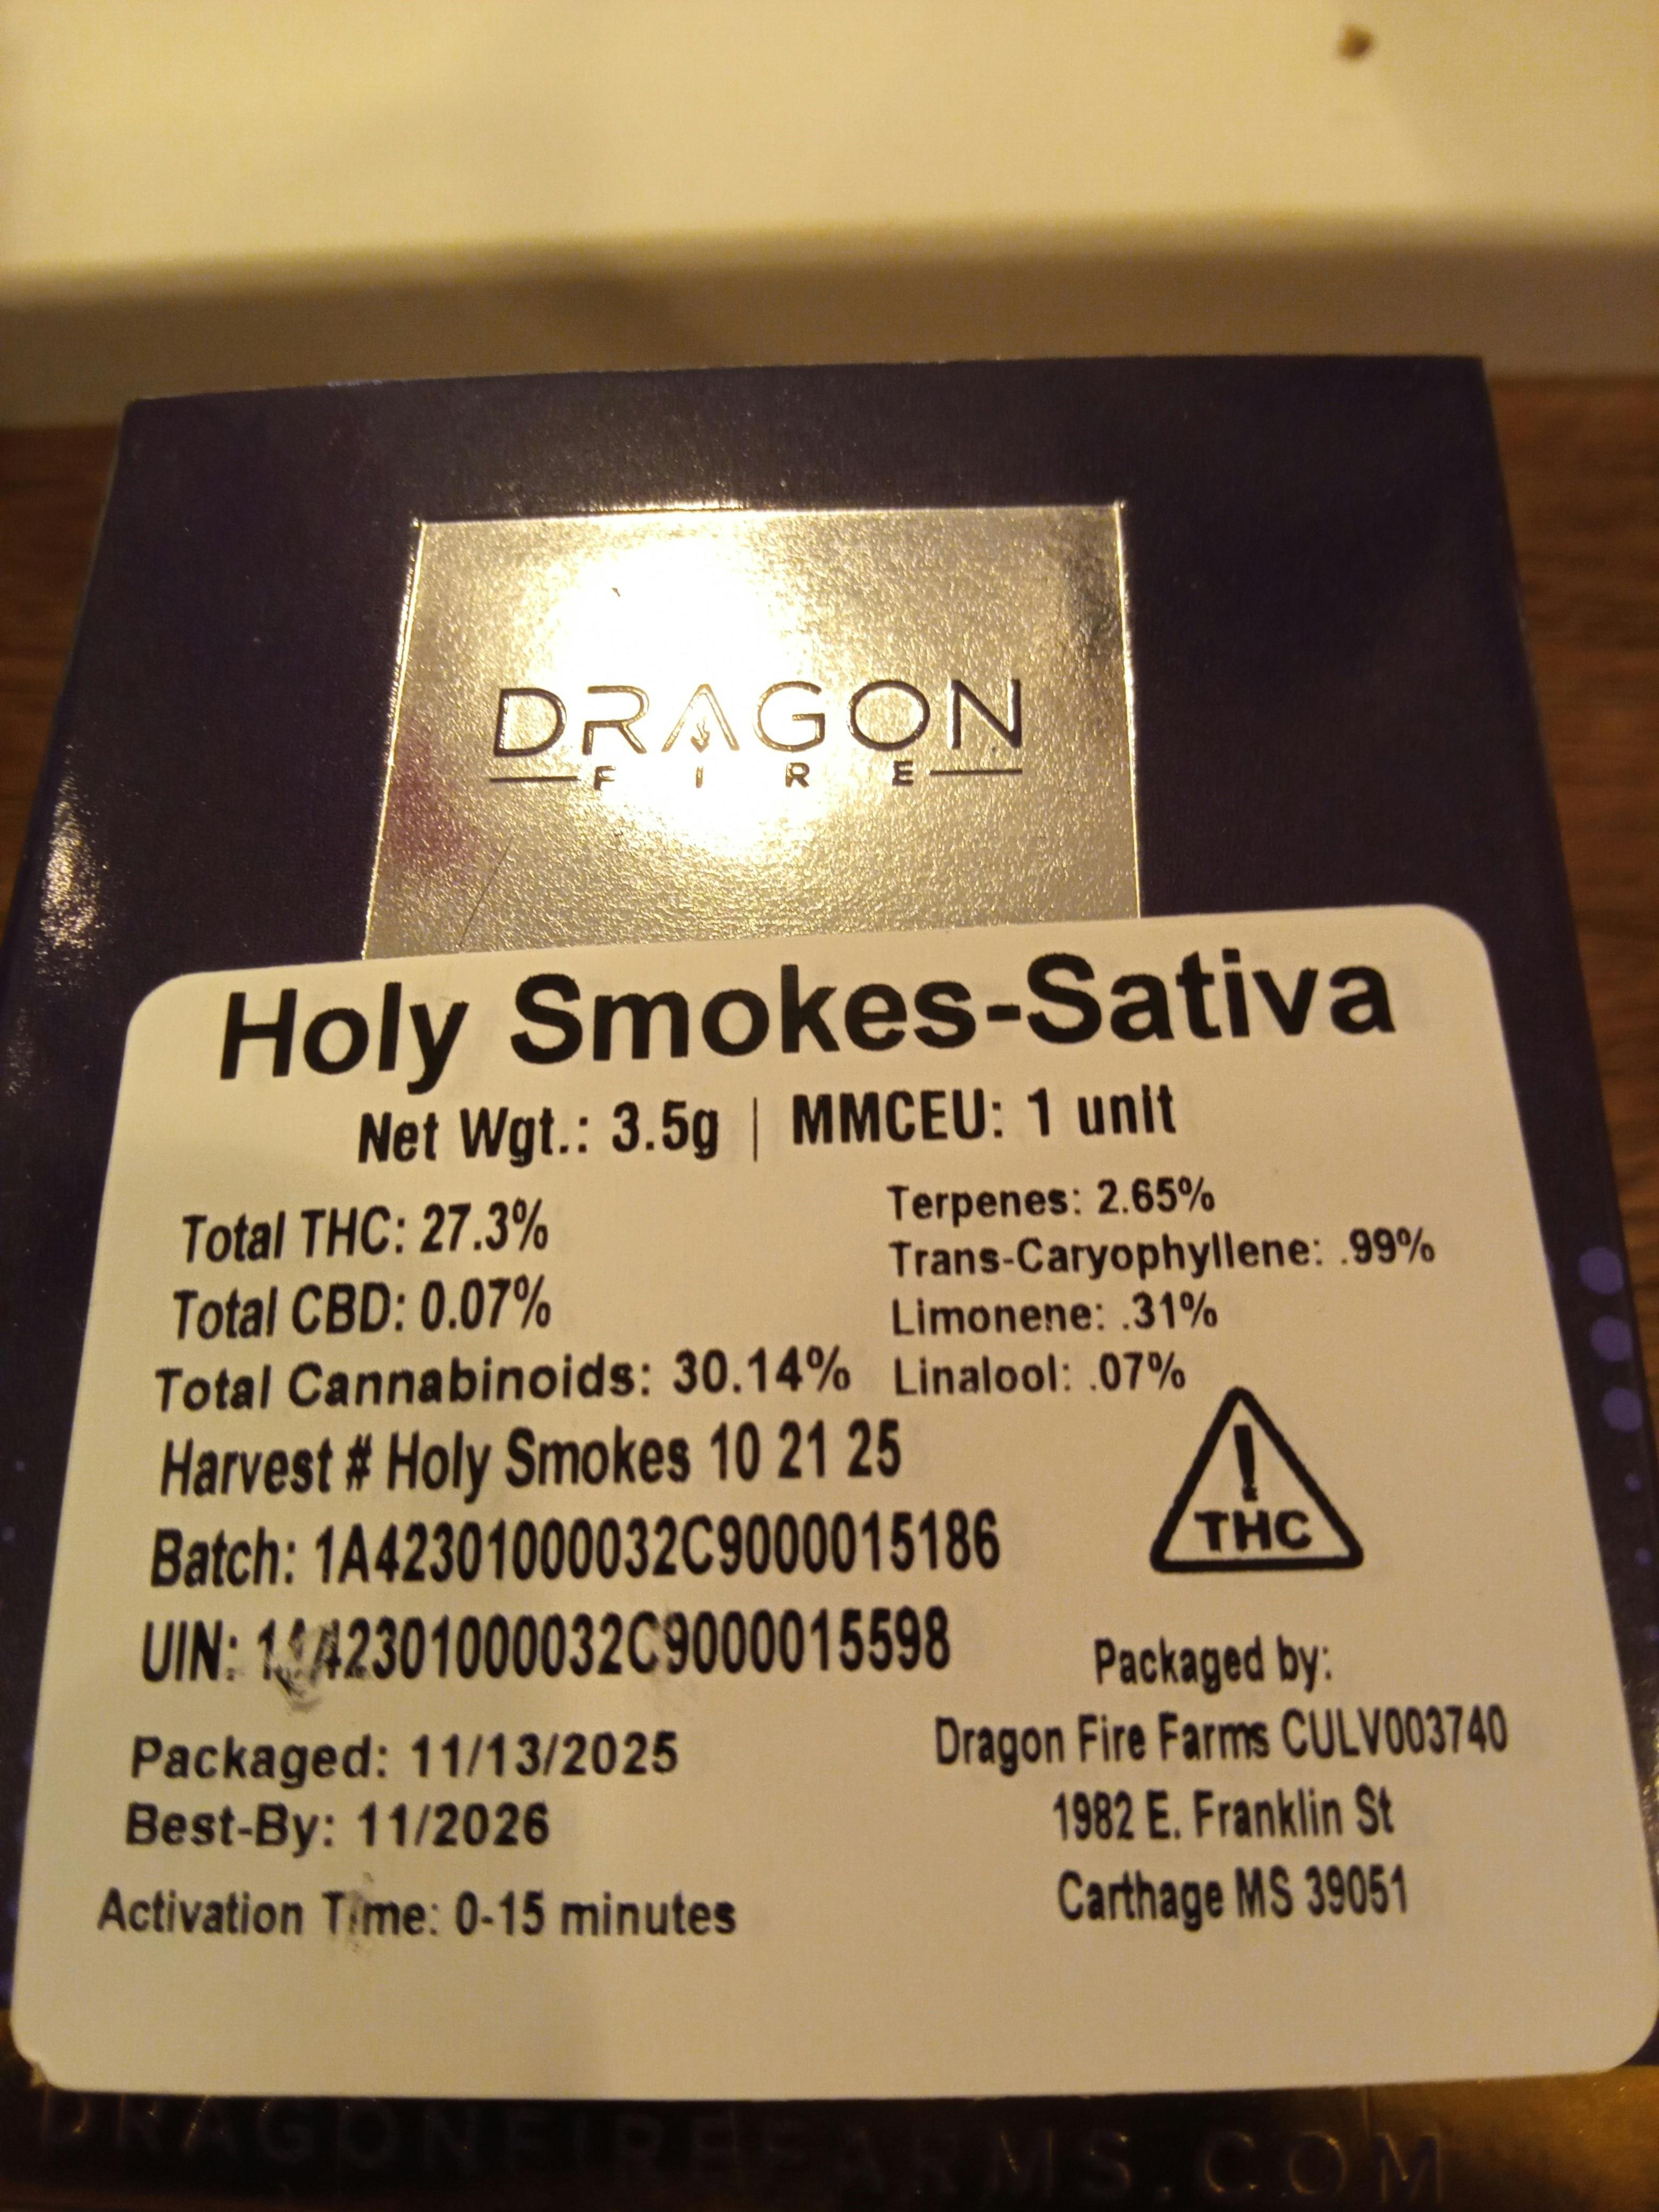 DRAGON
FIRE
Holy Smokes-Sativa
Net Wgt.: 3.5g | MMCEU: 1 unit
Total THC: 27.3%
Total CBD: 0.07%
Total Cannabinoids: 30.14%
Terpenes: 2.65%
Trans-Caryophyllene: .99%
Limonene: .31%
Linalool: .07%
Harvest # Holy Smokes 10 21 25
Batch: 1A42301000032C9000015186
UIN: 1A42301000032C9000015598
Packaged: 11/13/2025
Best-By: 11/2026
Activation Time: 0-15 minutes
!
THC
Packaged by:
Dragon Fire Farms CULV003740
1982 E. Franklin St
Carthage MS 39051
DRAGONFIREFARMS.COM